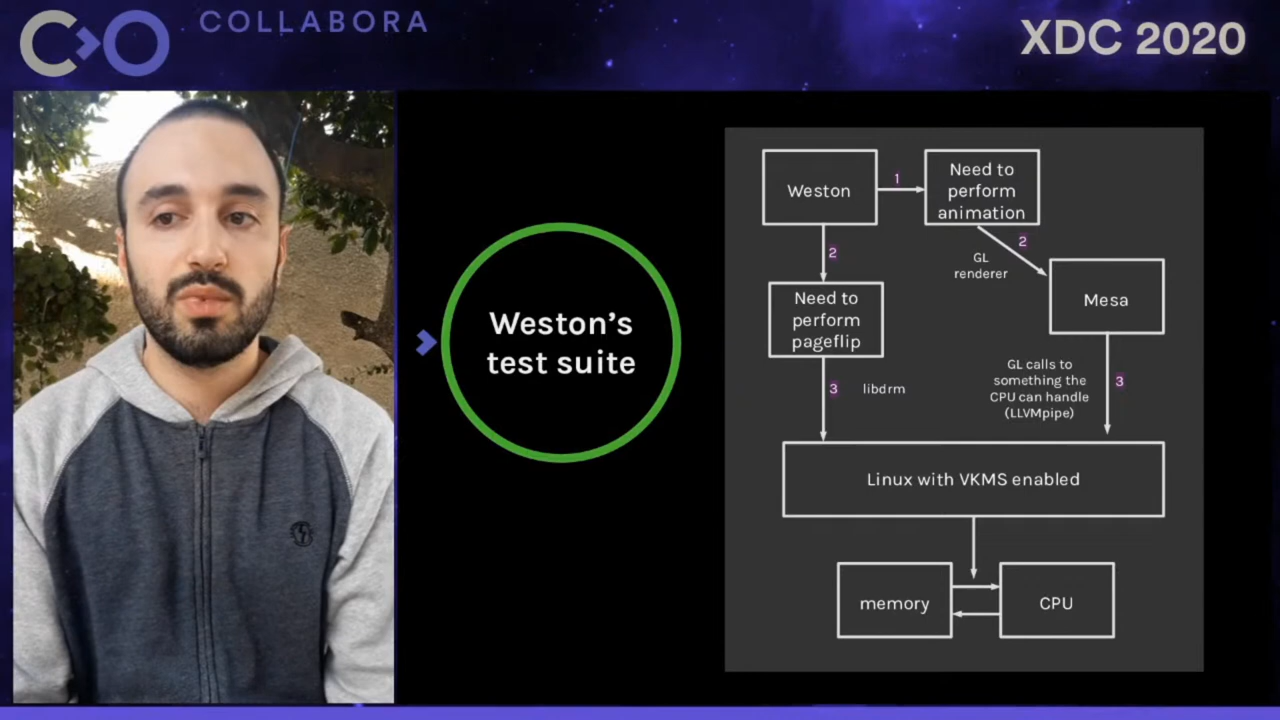 COLLABORA
XDC 2020
Weston's
test suite
Weston
1
Need to
perform
animation
2
2
GL
renderer
Need to
perform
pageflip
Mesa
3
libdrm
GL calls to
something the
CPU can handle
(LLVMpipe)
3
Linux with VKMS enabled
memory
CPU